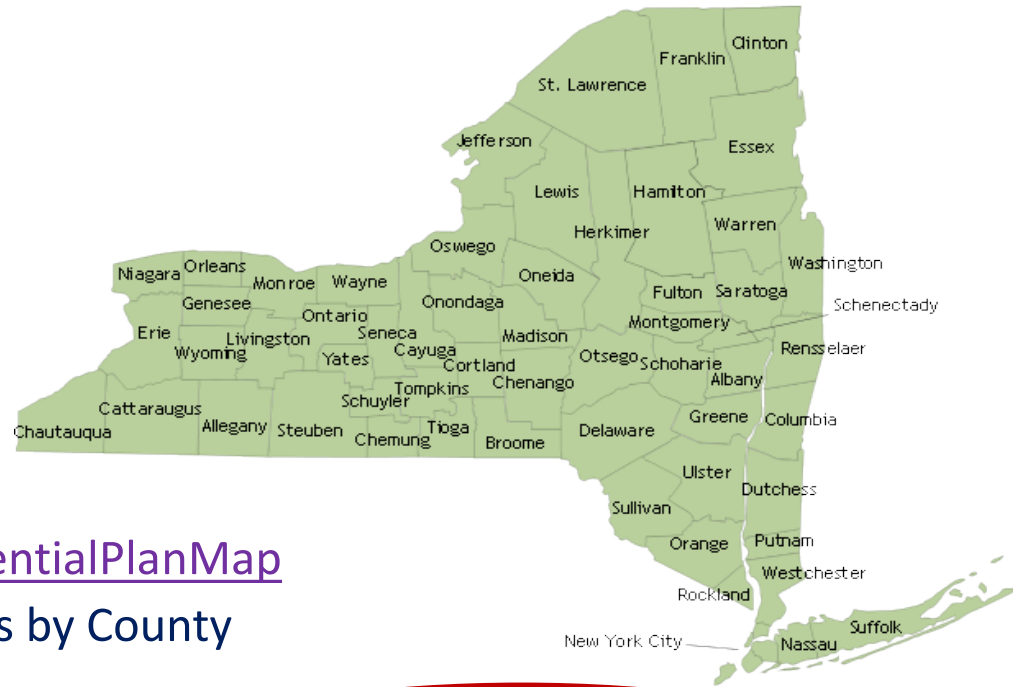 Clinton
Franklin
St. Lawrence
Jefferson
Essex
Lewis
Hamilton
Warren
Herkimer
Oswego
Washington
Orleans
Niagara
Monroe
Wayne
Oneida
Genesee
Onondaga
Fulton
Saratoga
Schenectady
Ontario
Montgomery
Erie
Seneca
Livingston
Madison
Rensselaer
Wyoming
Yates
Cayuga
Otsego
Cortland
Schoharie
Chenango
Albany
Tompkins
Schuyler
Cattaraugus
Greene
Columbia
Allegany
Tioga
Chautauqua
Steuben
Delaware
Chemung
Broome
Ulster
Dutchess
Sullivan
Orange
Putnam
entialPlanMap
Westchester
Rockland
s by County
Suffolk
New York City
Nassau